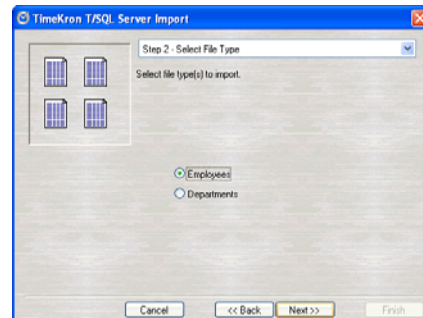 TimeKron T/SQL Server Import
Step 2 - Select File Type
Select file type(s) to import.
Employees
Departments
Cancel
<< Back
Next >>
Finish